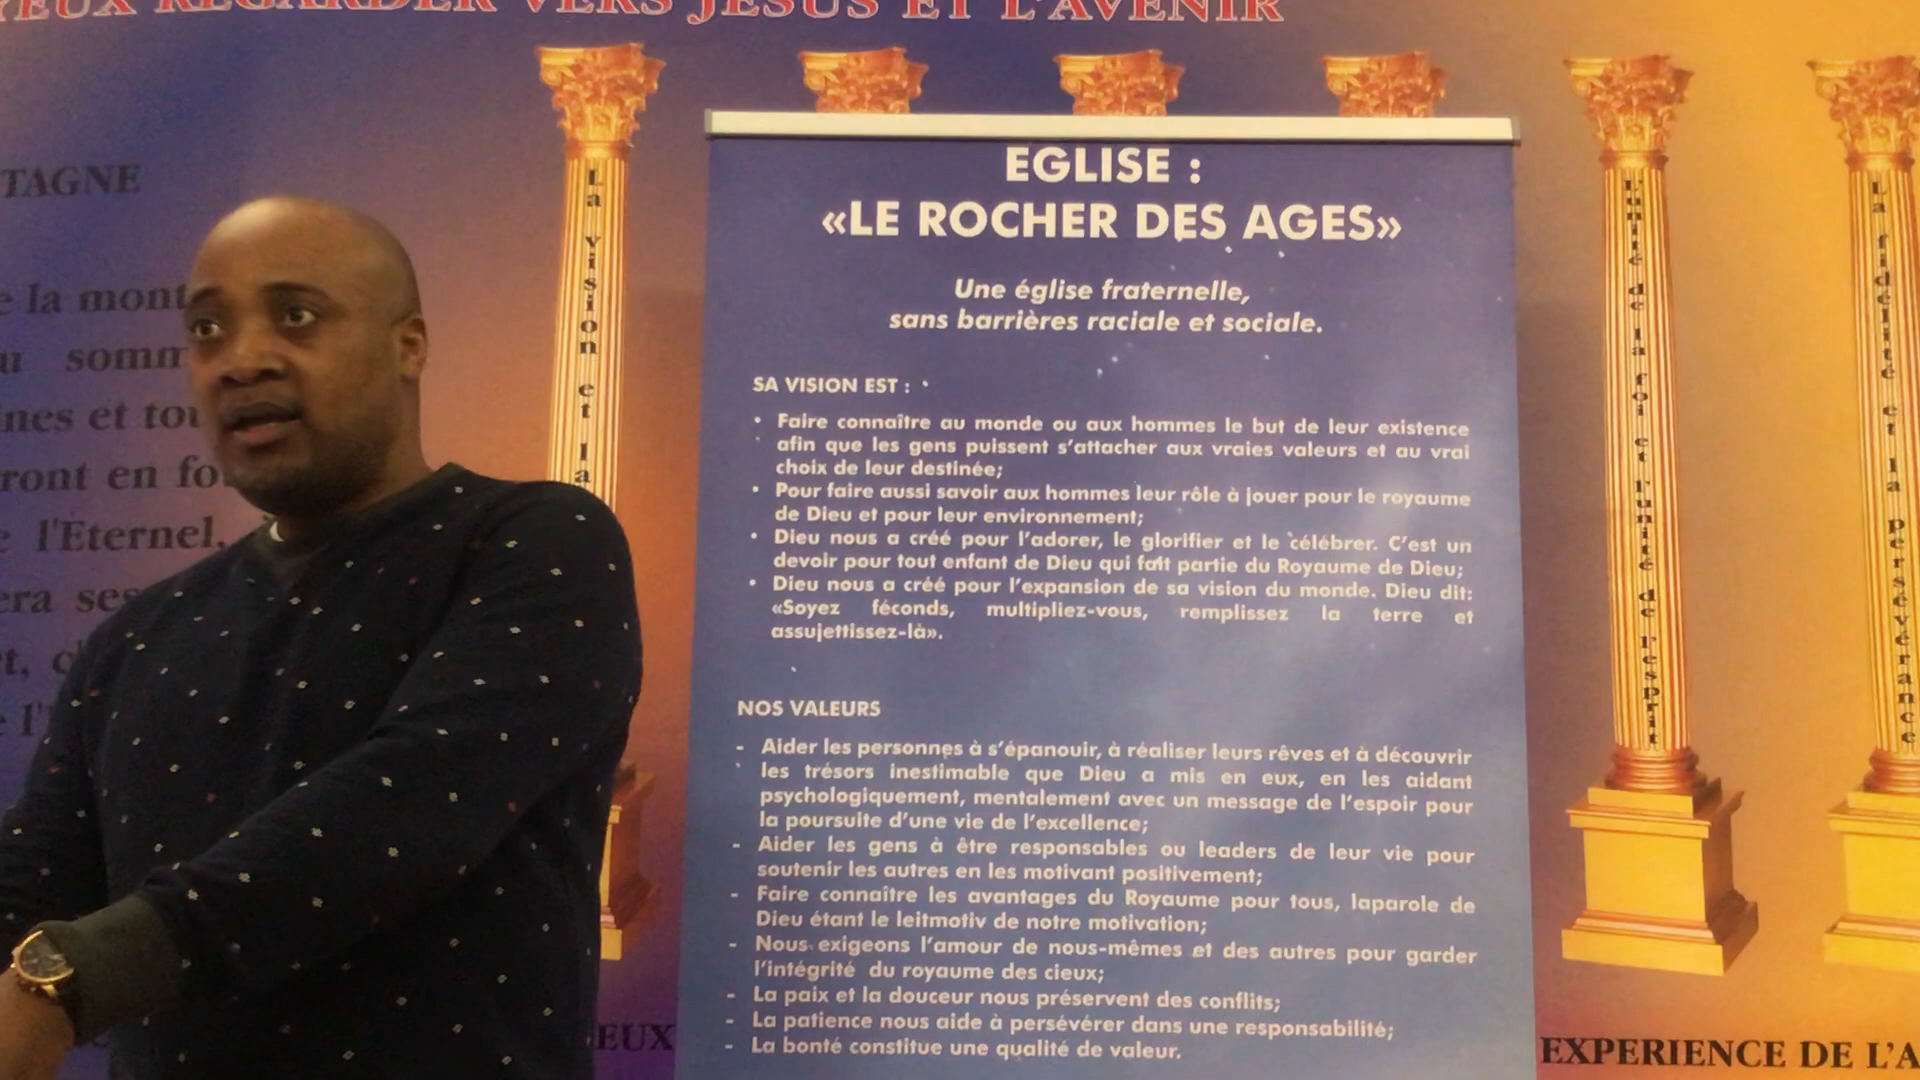 YEUX REGARDER VERS JESUS ET L'AVENIR
TAGNE
la mont
somm
et tou
ront en fo
l'Eternel,
ses
La vision et la
EGLISE :
«LE ROCHER DES AGES»
Une église fraternelle,
sans barrières raciale et sociale.
SA VISION EST :
• Faire connaître au monde ou aux hommes le but de leur existence
afin que les gens puissent s'attacher aux vraies valeurs et au vrai
choix de leur destinée;
• Pour faire aussi savoir aux hommes leur rôle à jouer pour le royaume
de Dieu et pour leur environnement;
• Dieu nous a créé pour l'adorer, le glorifier et le célébrer. C'est un
devoir pour tout enfant de Dieu qui fait partie du Royaume de Dieu;
• Dieu nous a créé pour l'expansion de sa vision du monde. Dieu dit:
«Soyez féconds, multipliez-vous, remplissez la terre et
assujettissez-là».
NOS VALEURS
- Aider les personnes à s'épanouir, à réaliser leurs rêves et à découvrir
les trésors inestimable que Dieu a mis en eux, en les aidant
psychologiquement, mentalement avec un message de l'espoir pour
la poursuite d'une vie de l'excellence;
- Aider les gens à être responsables ou leaders de leur vie pour
soutenir les autres en les motivant positivement;
- Faire connaître les avantages du Royaume pour tous, laparole de
Dieu étant le leitmotiv de notre motivation;
- Nous exigeons l'amour de nous-mêmes et des autres pour garder
l'intégrité du royaume des cieux;
- La paix et la douceur nous préservent des conflits;
- La patience nous aide à persévérer dans une responsabilité;
- La bonté constitue une qualité de valeur.
L'unité de la foi et l'unité de l'esprit
La fidélité et la persévérance
EUX
EXPERIENCE DE L'A